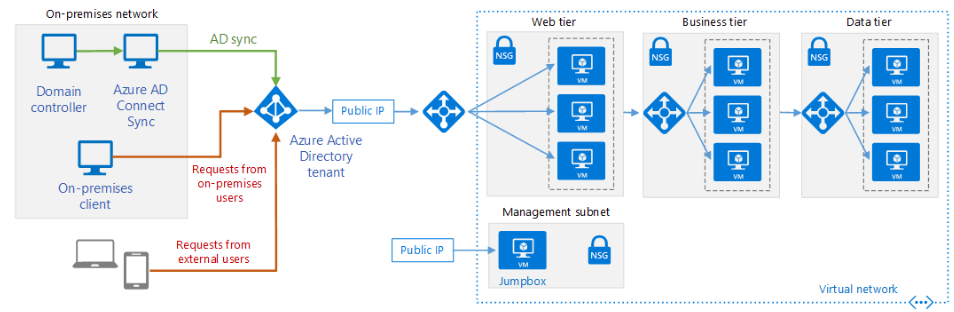 On-premises network
Web tier
Business tier
Data tier
AD sync
NSG
NSG
NSG
VM
VM
VM
Domain
controller
Azure AD
Connect
Sync
Public IP
VM
VM
VM
Azure Active
Directory
tenant
Requests from
on-premises
users
On-premises
client
VM
VM
VM
Management subnet
Requests from
external users
Public IP
VM
NSG
Jumpbox
Virtual network